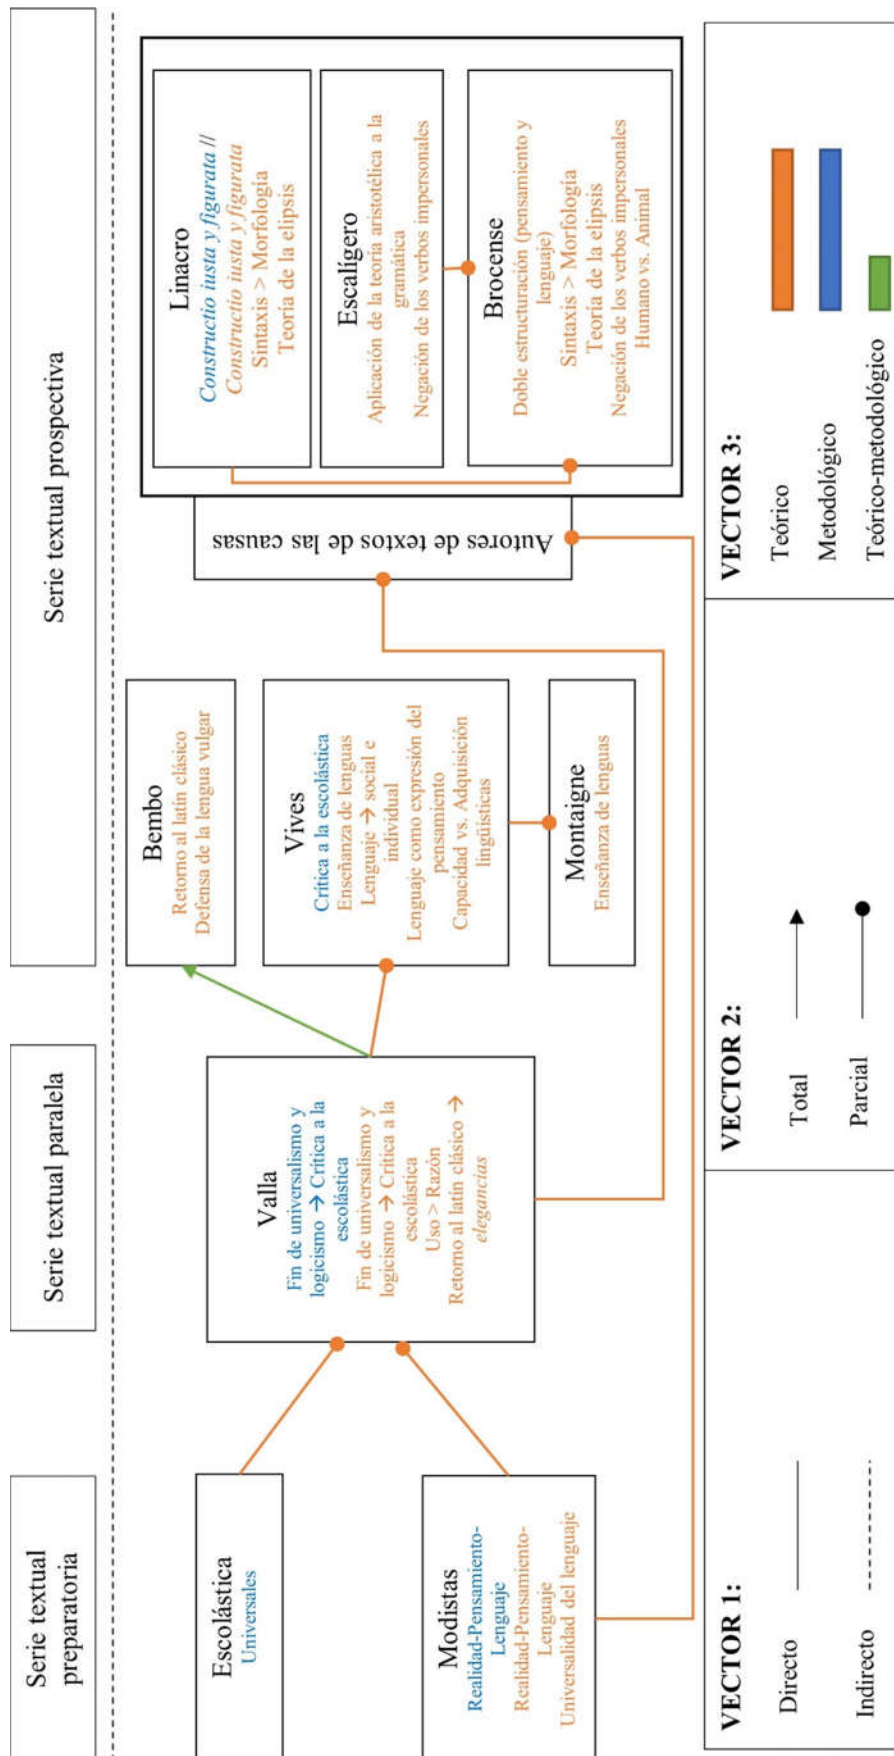 Serie textual
preparatoria
Serie textual paralela
Serie textual prospectiva
Escolástica
Universales
Modistas
Realidad-Pensamiento-
Lenguaje
Realidad-Pensamiento-
Lenguaje
Universalidad del lenguaje
Valla
Fin de universalismo y
logicismo → Crítica a la
escolástica
Fin de universalismo y
logicismo → Crítica a la
escolástica
Uso > Razón
Retorno al latín clásico →
elegancias
Bembo
Retorno al latín clásico
Defensa de la lengua vulgar
Vives
Crítica a la escolástica
Enseñanza de lenguas
Lenguaje → social e
individual
Lenguaje como expresión del
pensamiento
Capacidad vs. Adquisición
lingüísticas
Montaigne
Enseñanza de lenguas
Autores de textos de las causas
Linacro
Constructio iusta y figurata //
Constructio iusta y figurata
Sintaxis > Morfología
Teoría de la elipsis
Escalígero
Aplicación de la teoría aristotélica a la
gramática
Negación de los verbos impersonales
Brocense
Doble estructuración (pensamiento y
lenguaje)
Sintaxis > Morfología
Teoría de la elipsis
Negación de los verbos impersonales
Humano vs. Animal
VECTOR 1:
Directo
Indirecto
VECTOR 2:
Total
Parcial
VECTOR 3:
Teórico
Metodológico
Teórico-metodológico